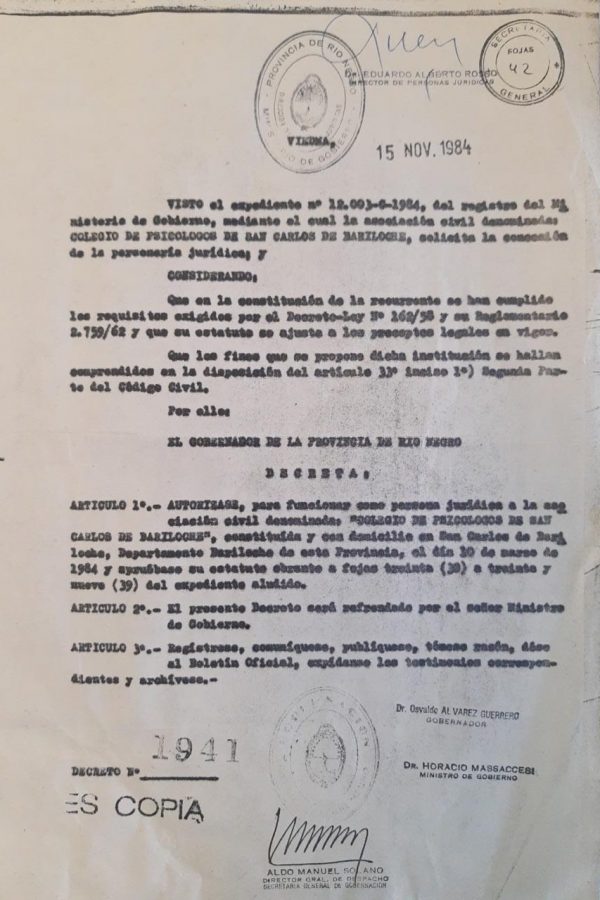 SECRETARIA
FOJAS
42
GENERAL
Dr. EDUARDO ALBERTO ROSSO
DIRECTOR DE PERSONAS JURIDICAS
PROVINCIA DE RIO NEGRO
MINISTERIO DE GOBIERNO
VIEDMA,
15 NOV. 1984
VISTO el expediente nº 12.003-G-1984, del registro del Mi
nisterio de Gobierno, mediante el cual la asociación civil denominada:
COLEGIO DE PSICOLOGOS DE SAN CARLOS DE BARILOCHE, solicita la concesión
de la personería jurídica; y
CONSIDERANDO:
Que en la constitución de la recurrente se han cumplido
los requisitos exigidos por el Decreto-Ley Nº 162/58 y su Reglamentario
2.759/62 y que su estatuto se ajusta a los preceptos legales en vigor.
Que los fines que se propone dicha institución se hallan
comprendidos en la disposición del artículo 33º inciso 1º) Segunda Par-
te del Código Civil.
Por ello:
EL GOBERNADOR DE LA PROVINCIA DE RIO NEGRO
D E C R E T A :
ARTICULO 1º.- AUTORIZASE, para funcionar como persona jurídica a la aso
ciación civil denominada: "COLEGIO DE PSICOLOGOS DE SAN
CARLOS DE BARILOCHE", constituída y con domicilio en San Carlos de Bari
loche, Departamento Bariloche de esta Provincia, el día 10 de marzo de
1984 y apruébase su estatuto obrante a fojas treinta (30) a treinta y
nueve (39) del expediente aludido.
ARTICULO 2º.- El presente Decreto será refrendado por el señor Ministro
de Gobierno.
ARTICULO 3º.- Regístrese, comuníquese, publíquese, tómese razón, dése
al Boletín Oficial, expídanse los testimonios correspon-
dientes y archívese.-
Dr. Osvaldo ALVAREZ GUERRERO
GOBERNADOR
DECRETO Nº 1941
DR. HORACIO MASSACCESI
MINISTRO DE GOBIERNO
ES COPIA
ALDO MANUEL SOLANO
DIRECTOR GRAL. DE DESPACHO
SECRETARIA GENERAL DE GOBERNACION